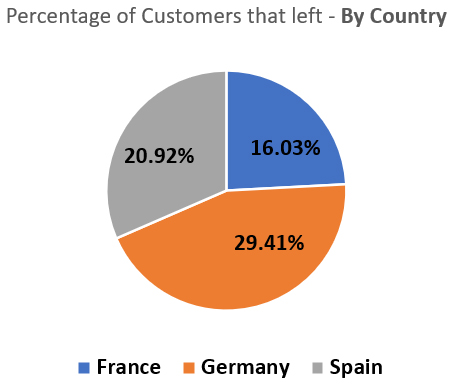 Percentage of Customers that left - By Country
16.03%
20.92%
29.41%
France Germany Spain